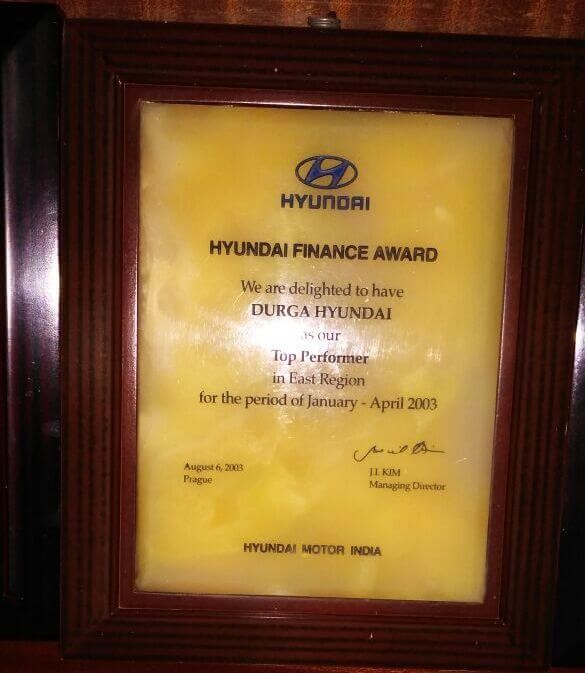 HYUNDAI
HYUNDAI FINANCE AWARD
We are delighted to have
DURGA HYUNDAI
as our
Top Performer
in East Region
for the period of January - April 2003
August 6, 2003
Prague
J.I. KIM
Managing Director
HYUNDAI MOTOR INDIA